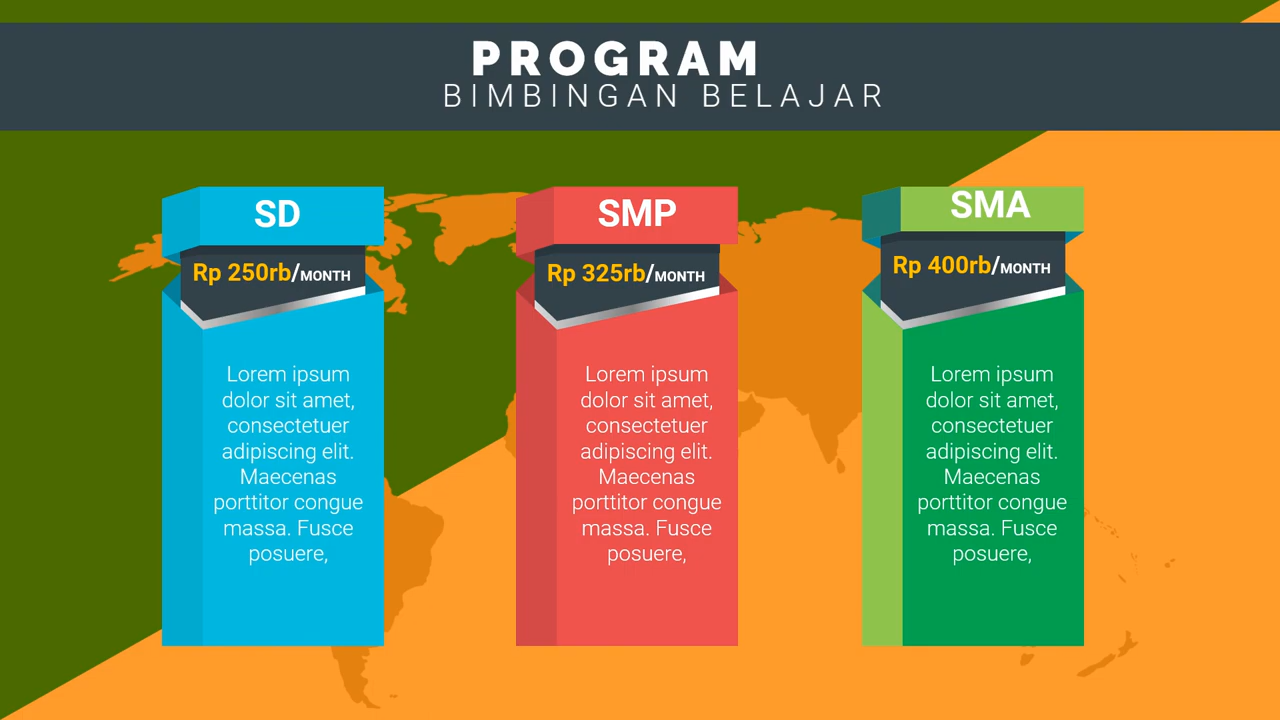 PROGRAM
BIMBINGAN BELAJAR
SD
Rp 250rb/MONTH
Lorem ipsum
dolor sit amet,
consectetuer
adipiscing elit.
Maecenas
porttitor congue
massa. Fusce
posuere,
SMP
Rp 325rb/MONTH
Lorem ipsum
dolor sit amet,
consectetuer
adipiscing elit.
Maecenas
porttitor congue
massa. Fusce
posuere,
SMA
Rp 400rb/MONTH
Lorem ipsum
dolor sit amet,
consectetuer
adipiscing elit.
Maecenas
porttitor congue
massa. Fusce
posuere,